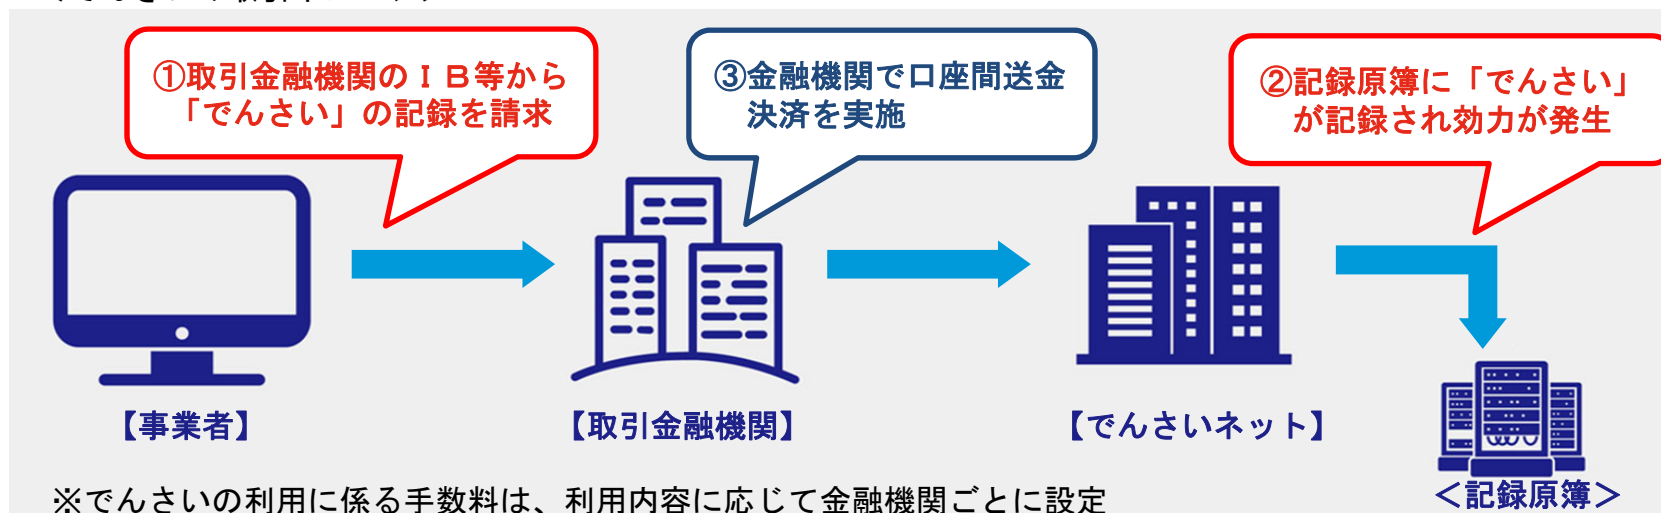 ①取引金融機関のＩＢ等から
「でんさい」の記録を請求
③金融機関で口座間送金
決済を実施
②記録原簿に「でんさい」
が記録され効力が発生
【事業者】
【取引金融機関】
【でんさいネット】
＜記録原簿＞
※でんさいの利用に係る手数料は、利用内容に応じて金融機関ごとに設定